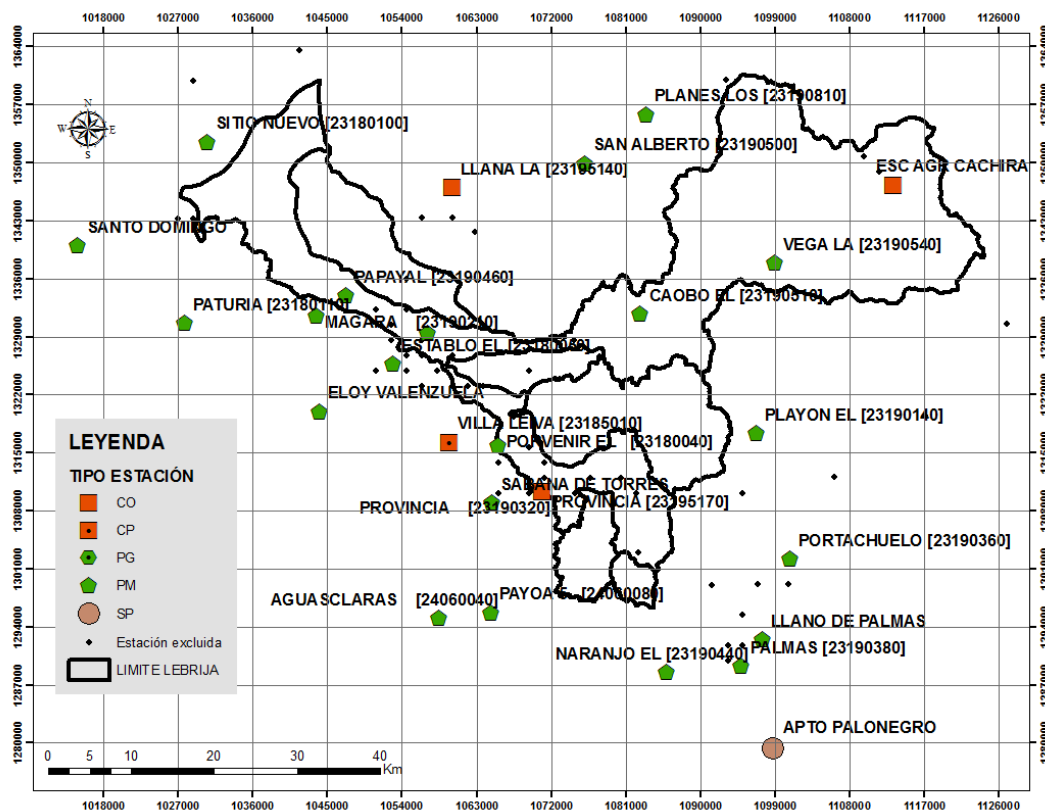 1018000 1027000 1036000 1045000 1054000 1063000 1072000 1081000 1090000 1099000 1108000 1117000 1126000
1364000
1357000
1350000
1343000
1336000
1329000
1322000
1315000
1308000
1301000
1294000
1287000
1280000
N
W E
S
PLANES LOS [23190810]
SITIO NUEVO [23180100]
SAN ALBERTO [23190500]
LLANA LA [23195140]
ESC AGR CACHIRA
SANTO DOMINGO
VEGA LA [23190540]
PAPAYAL [23190460]
CAOBO EL [23190510]
PATURIA [23180110]
MAGARA [23190210]
ESTABLO EL [23180060]
ELOY VALENZUELA
VILLA LEIVA [23185010]
PLAYON EL [23190140]
PORVENIR EL [23180040]
SABANA DE TORRES
PROVINCIA [23190320]
PROVINCIA [23195170]
PORTACHUELO [23190360]
AGUASCLARAS [24060040]
PAYOA 5 [24060080]
LLANO DE PALMAS
NARANJO EL [23190440]
PALMAS [23190380]
APTO PALONEGRO
LEYENDA
TIPO ESTACIÓN
CO
CP
PG
PM
SP
Estación excluida
LIMITE LEBRIJA
0 5 10 20 30 40
Km
1018000 1027000 1036000 1045000 1054000 1063000 1072000 1081000 1090000 1099000 1108000 1117000 1126000